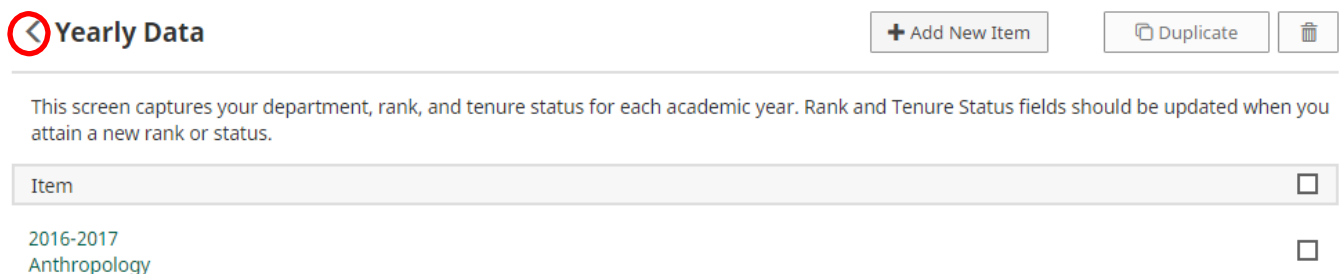 Yearly Data
Add New Item
Duplicate
This screen captures your department, rank, and tenure status for each academic year. Rank and Tenure Status fields should be updated when you
attain a new rank or status.
Item
2016-2017
Anthropology